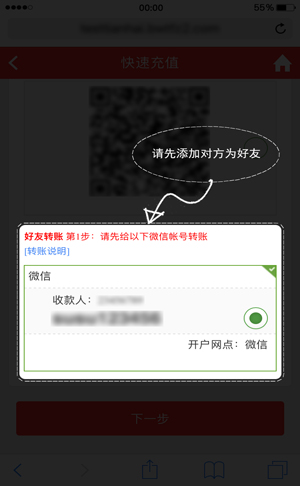 00:00
55%
快速充值
请先添加对方为好友
好友转账 第1步：请先给以下微信帐号转账
[转账说明]
微信
收款人：
开户网点：微信
下一步